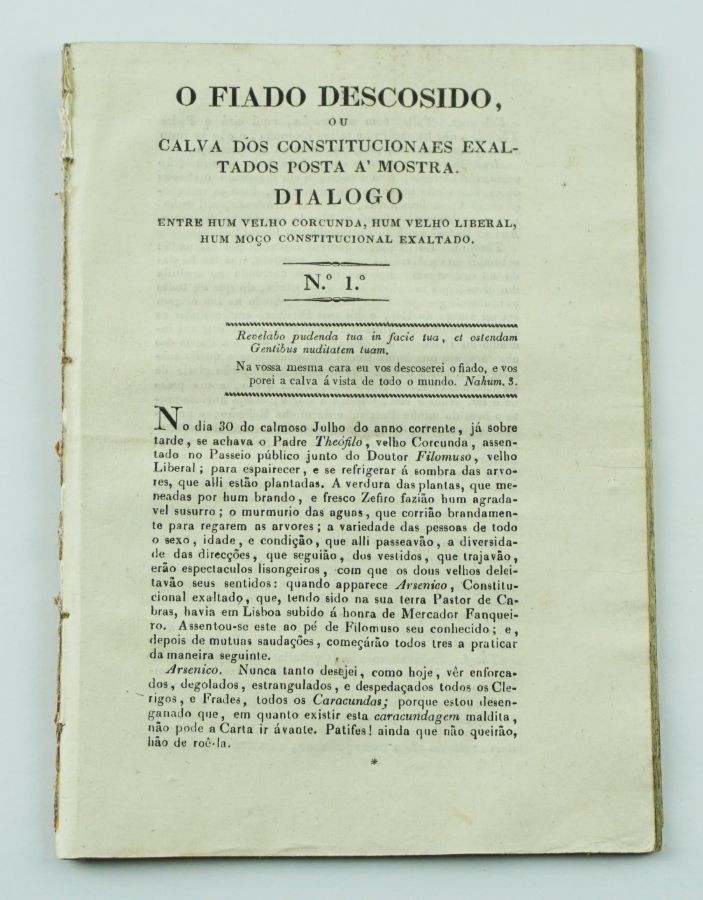 O FIADO DESCOSIDO,
OU
CALVA DOS CONSTITUCIONAES EXAL-
TADOS POSTA A' MOSTRA.
DIALOGO
ENTRE HUM VELHO CORCUNDA, HUM VELHO LIBERAL,
HUM MOÇO CONSTITUCIONAL EXALTADO.
N.º 1.º
Revelabo pudenda tua in facie tua, et ostendam
Gentibus nuditatem tuam.
Na vossa mesma cara eu vos descoserei o fiado, e vos
porei a calva á vista de todo o mundo. Nahum. 3.
No dia 30 do calmoso Julho do anno corrente, já sobre
tarde, se achava o Padre Theófilo, velho Corcunda, assen-
tado no Passeio público junto do Doutor Filomuso, velho
Liberal; para espairecer, e se refrigerar á sombra das arvo-
res, que alli estão plantadas. A verdura das plantas, que me-
neadas por hum brando, e fresco Zefiro fazião hum agrada-
vel susurro; o murmurio das aguas, que corrião brandamen-
te para regarem as arvores; a variedade das pessoas de todo
o sexo, idade, e condição, que alli passeavão, a diversida-
de das direcções, que seguião, dos vestidos, que trajavão,
erão espectaculos lisongeiros, com que os dous velhos delei-
tavão seus sentidos: quando apparece Arsenico, Constitu-
cional exaltado, que, tendo sido na sua terra Pastor de Ca-
bras, havia em Lisboa subido á honra de Mercador Fanquei-
ro. Assentou-se este ao pé de Filomuso seu conhecido; e,
depois de mutuas saudações, começárão todos tres a praticar
da maneira seguinte.
Arsenico. Nunca tanto desejei, como hoje, vêr enforca-
dos, degolados, estrangulados, e despedaçados todos os Cle-
rigos, e Frades, todos os Caracundas; porque estou desen-
ganado que, em quanto existir esta caracundagem maldita,
não pode a Carta ir ávante. Patifes! ainda que não queirão,
hão de roê-la.
*